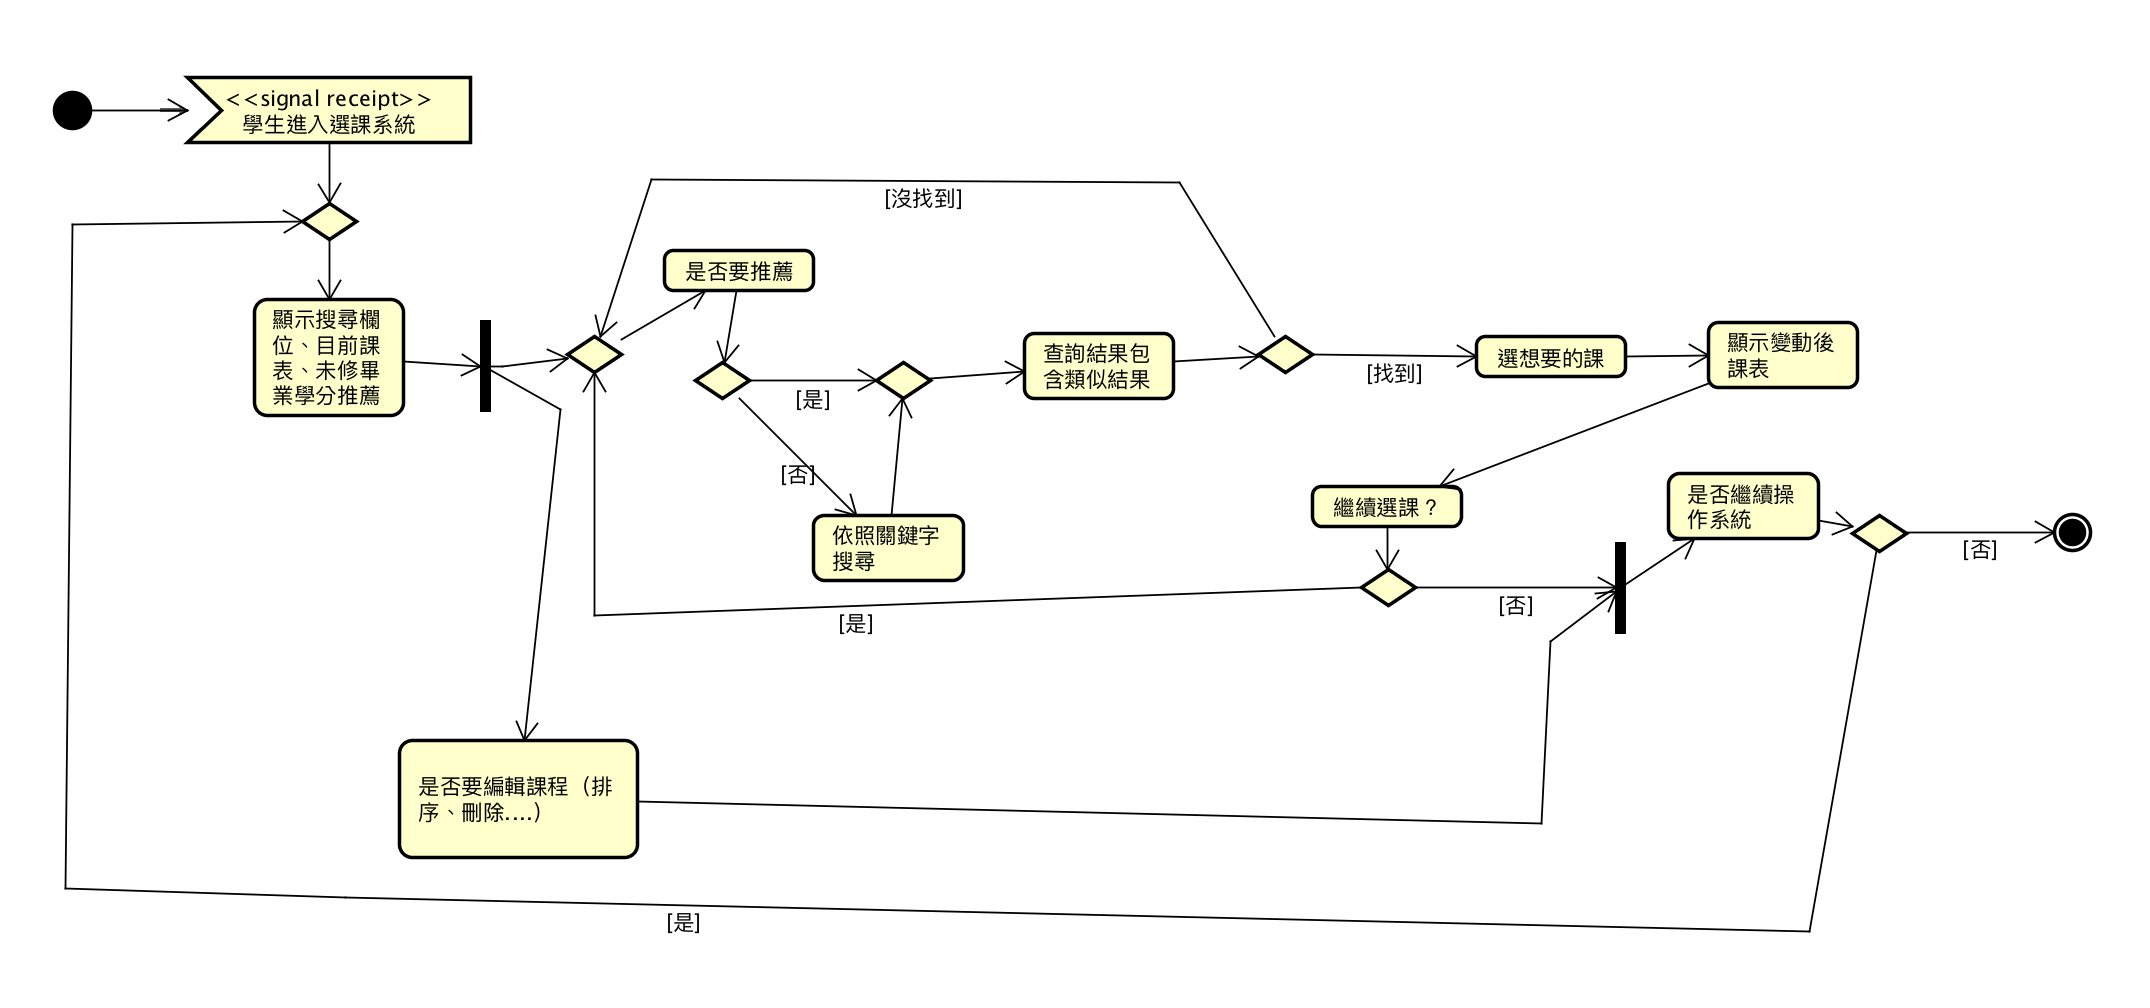 <<signal receipt>>
學生進入選課系統
[沒找到]
是否要推薦
顯示搜尋欄
位、目前課
表、未修畢
業學分推薦
查詢結果包
含類似結果
選想要的課
顯示變動後
課表
[找到]
[是]
[否]
依照關鍵字
搜尋
繼續選課？
是否繼續操
作系統
[否]
[否]
[是]
是否要編輯課程（排
序、刪除....）
[是]